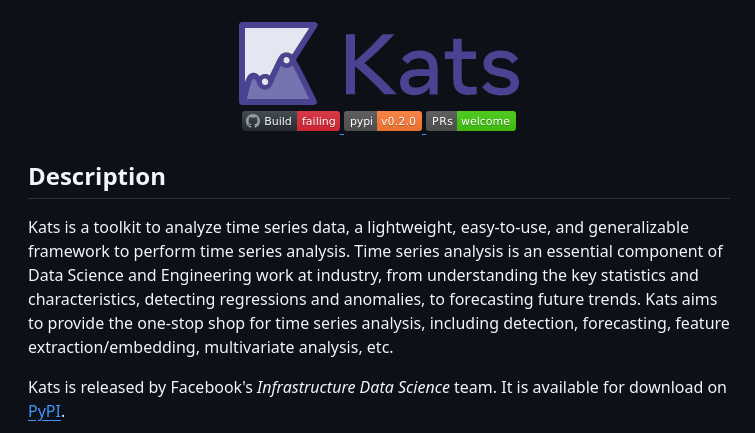 Kats
Build failing pypi v0.2.0 PRs welcome
Description
Kats is a toolkit to analyze time series data, a lightweight, easy-to-use, and generalizable
framework to perform time series analysis. Time series analysis is an essential component of
Data Science and Engineering work at industry, from understanding the key statistics and
characteristics, detecting regressions and anomalies, to forecasting future trends. Kats aims
to provide the one-stop shop for time series analysis, including detection, forecasting, feature
extraction/embedding, multivariate analysis, etc.
Kats is released by Facebook's Infrastructure Data Science team. It is available for download on
PyPI.